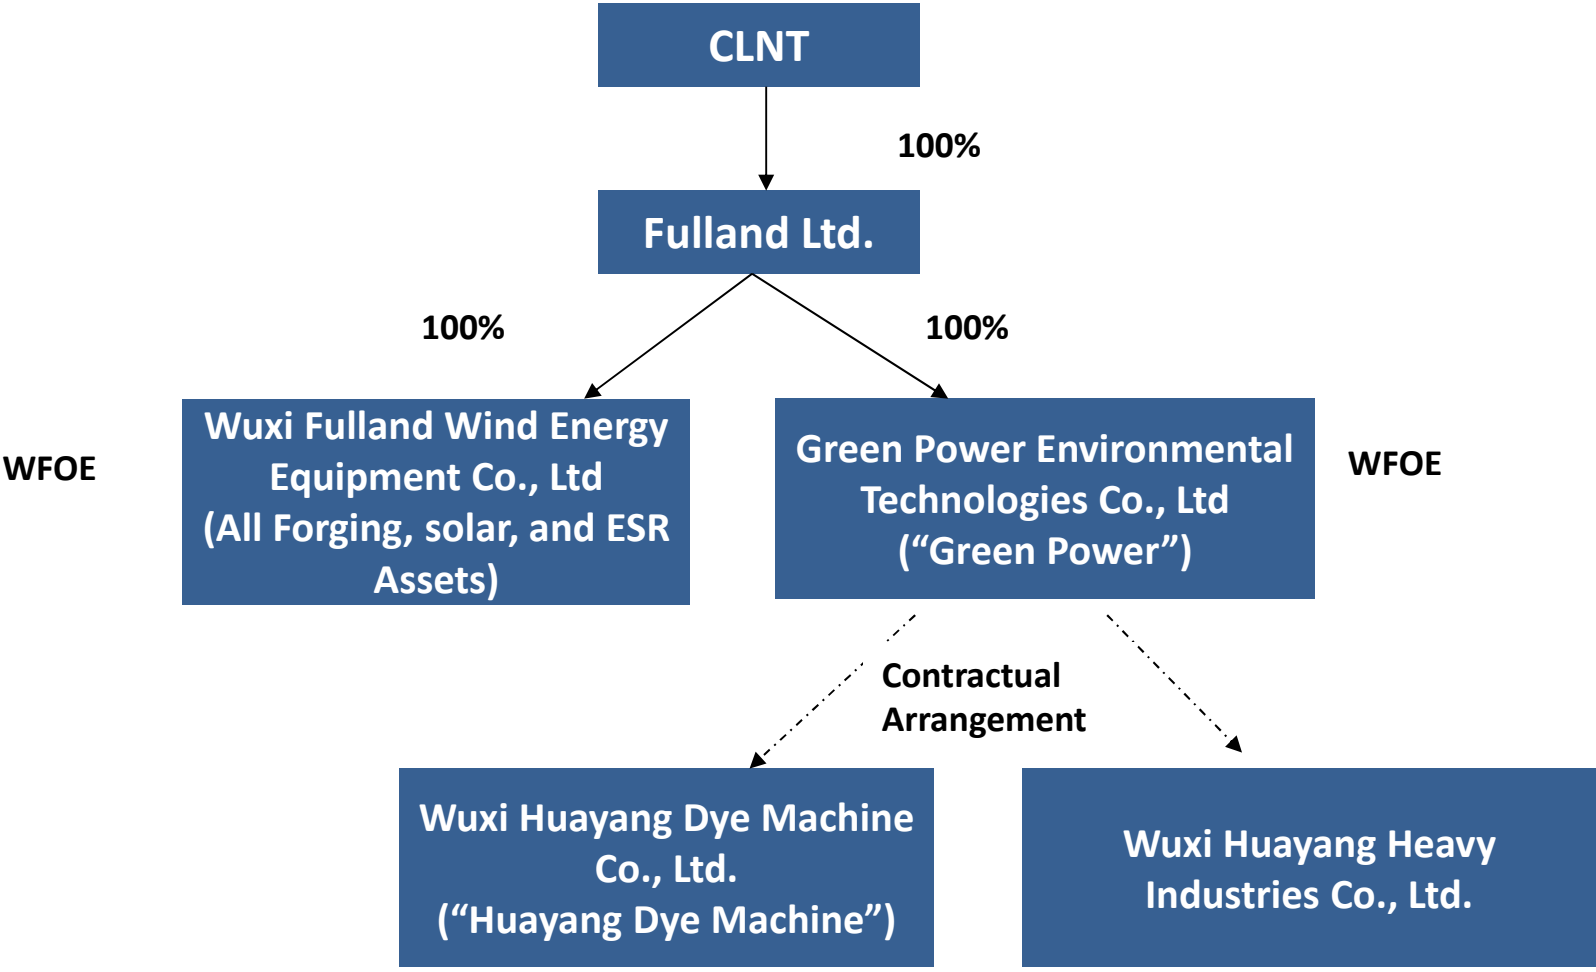 CLNT
100%
Fulland Ltd.
100%
100%
WFOE
Wuxi Fulland Wind Energy
Equipment Co., Ltd
(All Forging, solar, and ESR
Assets)
Green Power Environmental
Technologies Co., Ltd
(“Green Power”)
WFOE
Contractual
Arrangement
Wuxi Huayang Dye Machine
Co., Ltd.
(“Huayang Dye Machine”)
Wuxi Huayang Heavy
Industries Co., Ltd.